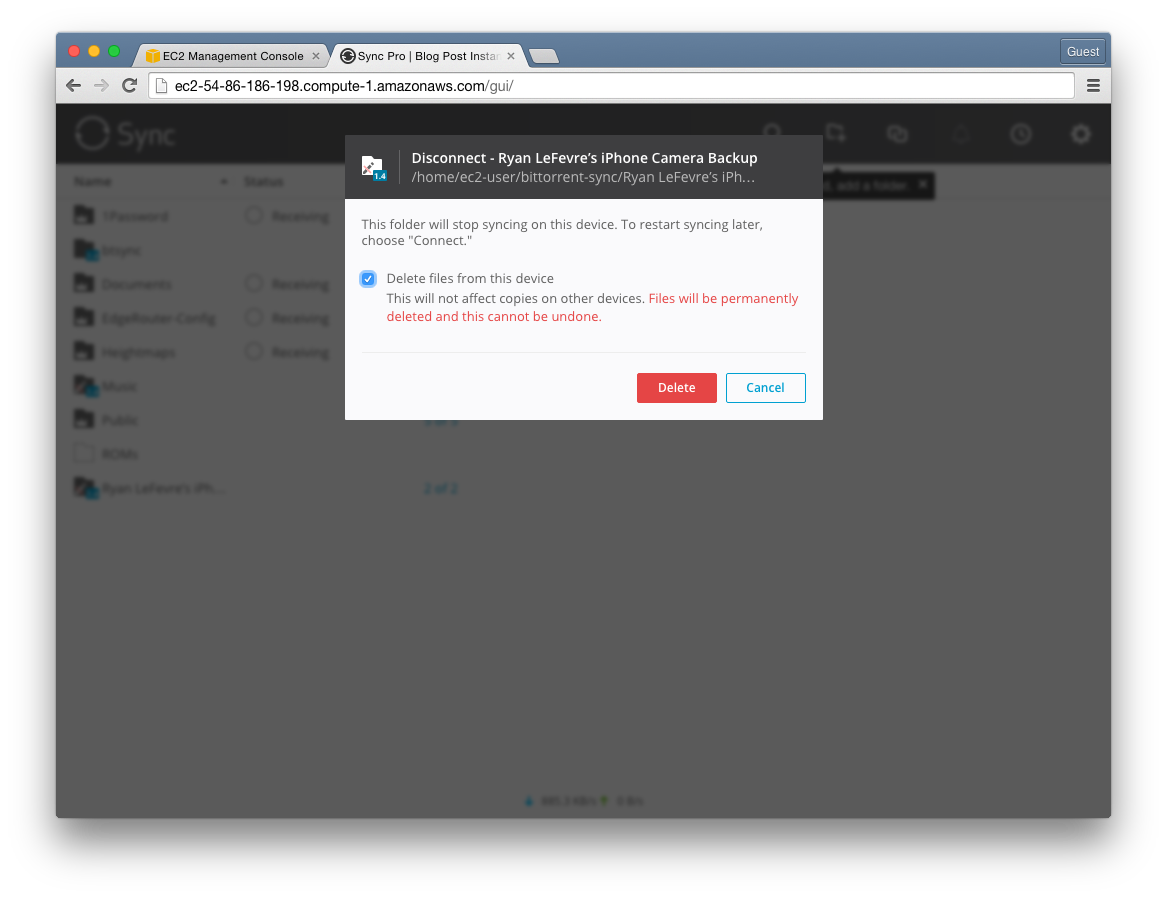 EC2 Management Console
Sync Pro | Blog Post Instan
Guest
ec2-54-86-186-198.compute-1.amazonaws.com/gui/
Sync
Disconnect - Ryan LeFevre’s iPhone Camera Backup
/home/ec2-user/bittorrent-sync/Ryan LeFevre’s iPh…
1.4
d, add a folder.
Name
Status
This folder will stop syncing on this device. To restart syncing later,
choose "Connect."
Delete files from this device
This will not affect copies on other devices. Files will be permanently
deleted and this cannot be undone.
Delete
Cancel
1Password
Receiving
btsync
Documents
Receiving
EdgeRouter-Config
Receiving
Heightmaps
Receiving
Music
Public
ROMs
Ryan LeFevre's iPh...
2 of 2
0 B/s